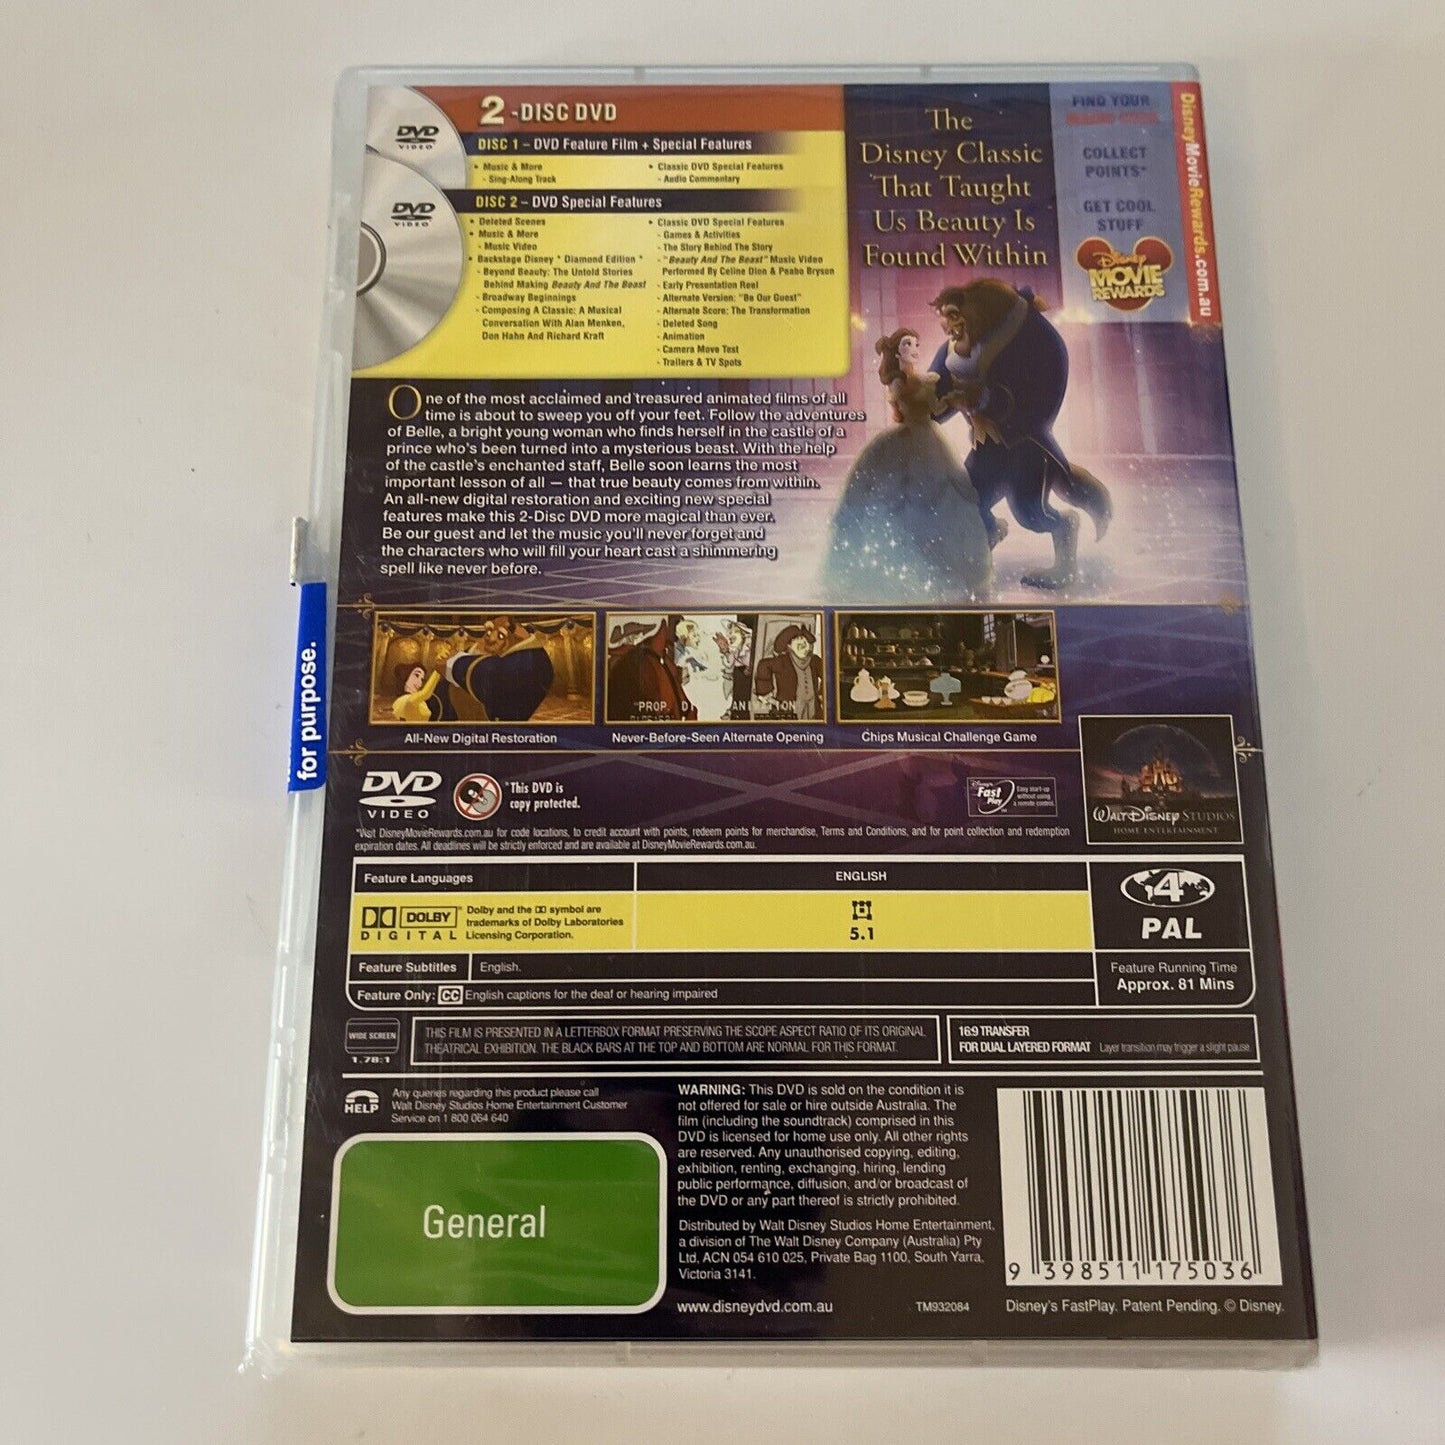 2-DISC DVD
DVD
VIDEO
DISC 1 – DVD Feature Film + Special Features
• Music & More
- Sing-Along Track
• Classic DVD Special Features
- Audio Commentary
DVD
VIDEO
DISC 2 – DVD Special Features
• Deleted Scenes
• Music & More
- Music Video
• Backstage Disney * Diamond Edition *
- Beyond Beauty: The Untold Stories
Behind Making Beauty And The Beast
- Broadway Beginnings
- Composing A Classic: A Musical
Conversation With Alan Menken,
Don Hahn And Richard Kraft
• Classic DVD Special Features
- Games & Activities
- The Story Behind The Story
- "Beauty And The Beast" Music Video
Performed By Celine Dion & Peabo Bryson
- Early Presentation Reel
- Alternate Version: "Be Our Guest"
- Alternate Score: The Transformation
- Deleted Song
- Animation
- Camera Move Test
- Trailers & TV Spots
The
Disney Classic
That Taught
Us Beauty Is
Found Within
FIND YOUR
COLLECT
POINTS*
GET COOL
STUFF
Disney
MOVIE
REWARDS
DisneyMovieRewards.com.au
One of the most acclaimed and treasured animated films of all
time is about to sweep you off your feet. Follow the adventures
of Belle, a bright young woman who finds herself in the castle of a
prince who's been turned into a mysterious beast. With the help
of the castle's enchanted staff, Belle soon learns the most
important lesson of all — that true beauty comes from within.
An all-new digital restoration and exciting new special
features make this 2-Disc DVD more magical than ever.
Be our guest and let the music you'll never forget and
the characters who will fill your heart cast a shimmering
spell like never before.
for purpose.
"PROP.
All-New Digital Restoration
Never-Before-Seen Alternate Opening
Chips Musical Challenge Game
DVD
VIDEO
*This DVD is
copy protected.
Disney's
Fast
Play
Easy start-up
without using
a remote control.
WALT DISNEY STUDIOS
HOME ENTERTAINMENT
*Visit DisneyMovieRewards.com.au for code locations, to credit account with points, redeem points for merchandise, Terms and Conditions, and for point collection and redemption
expiration dates. All deadlines will be strictly enforced and are available at DisneyMovieRewards.com.au.
Feature Languages
ENGLISH
DOLBY
DIGITAL
Dolby and the DD symbol are
trademarks of Dolby Laboratories
Licensing Corporation.
5.1
4
PAL
Feature Subtitles
English.
Feature Only: CC English captions for the deaf or hearing impaired
Feature Running Time
Approx. 81 Mins
WIDE SCREEN
1.78:1
THIS FILM IS PRESENTED IN A LETTERBOX FORMAT PRESERVING THE SCOPE ASPECT RATIO OF ITS ORIGINAL
THEATRICAL EXHIBITION. THE BLACK BARS AT THE TOP AND BOTTOM ARE NORMAL FOR THIS FORMAT.
16:9 TRANSFER
FOR DUAL LAYERED FORMAT Layer transition may trigger a slight pause.
HELP
Any queries regarding this product please call
Walt Disney Studios Home Entertainment Customer
Service on 1 800 064 640
General
WARNING: This DVD is sold on the condition it is
not offered for sale or hire outside Australia. The
film (including the soundtrack) comprised in this
DVD is licensed for home use only. All other rights
are reserved. Any unauthorised copying, editing,
exhibition, renting, exchanging, hiring, lending
public performance, diffusion, and/or broadcast of
the DVD or any part thereof is strictly prohibited.
Distributed by Walt Disney Studios Home Entertainment,
a division of The Walt Disney Company (Australia) Pty
Ltd, ACN 054 610 025, Private Bag 1100, South Yarra,
Victoria 3141.
www.disneydvd.com.au
TM932084
9 398511 175036
Disney's FastPlay. Patent Pending. © Disney.